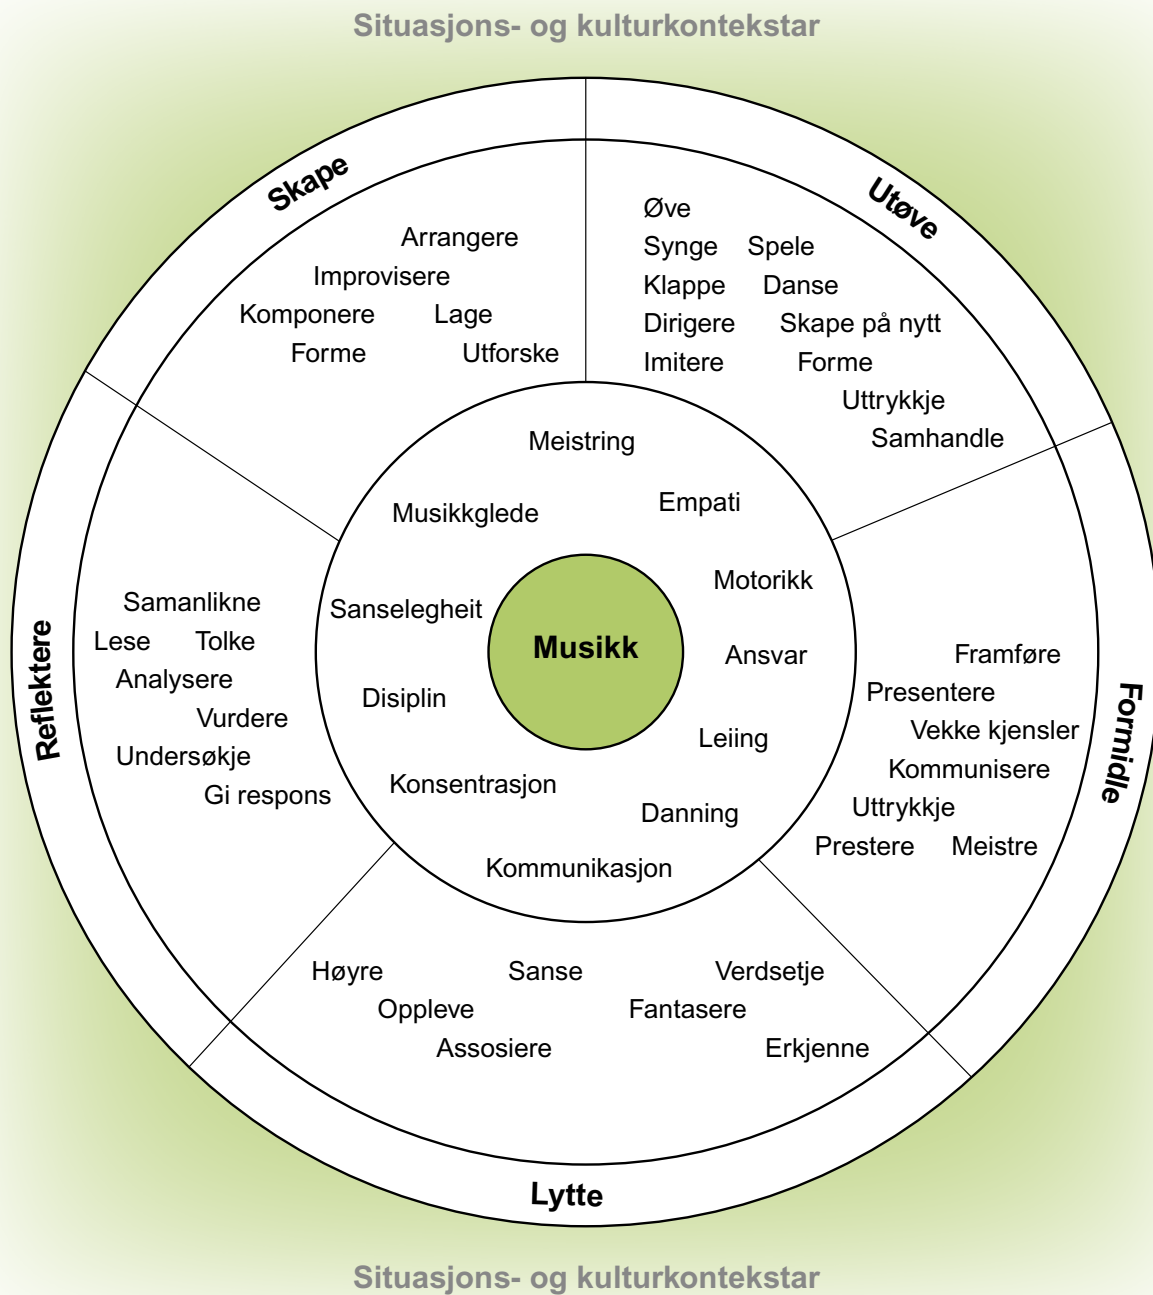 Situasjons- og kulturkontekstar
Skape
Arrangere
Improvisere
Komponere Lage
Forme Utforske
Utøve
Øve
Synge Spele
Klappe Danse
Dirigere Skape på nytt
Imitere Forme
Uttrykkje
Samhandle
Formidle
Framføre
Presentere
Vekke kjensler
Kommunisere
Uttrykkje
Prestere Meistre
Lytte
Høyre Sanse Verdsetje
Oppleve Fantasere
Assosiere Erkjenne
Reflektere
Samanlikne
Lese Tolke
Analysere
Vurdere
Undersøkje
Gi respons
Meistring
Musikkglede
Empati
Motorikk
Sanselegheit
Musikk
Ansvar
Disiplin
Leiing
Konsentrasjon
Danning
Kommunikasjon
Situasjons- og kulturkontekstar